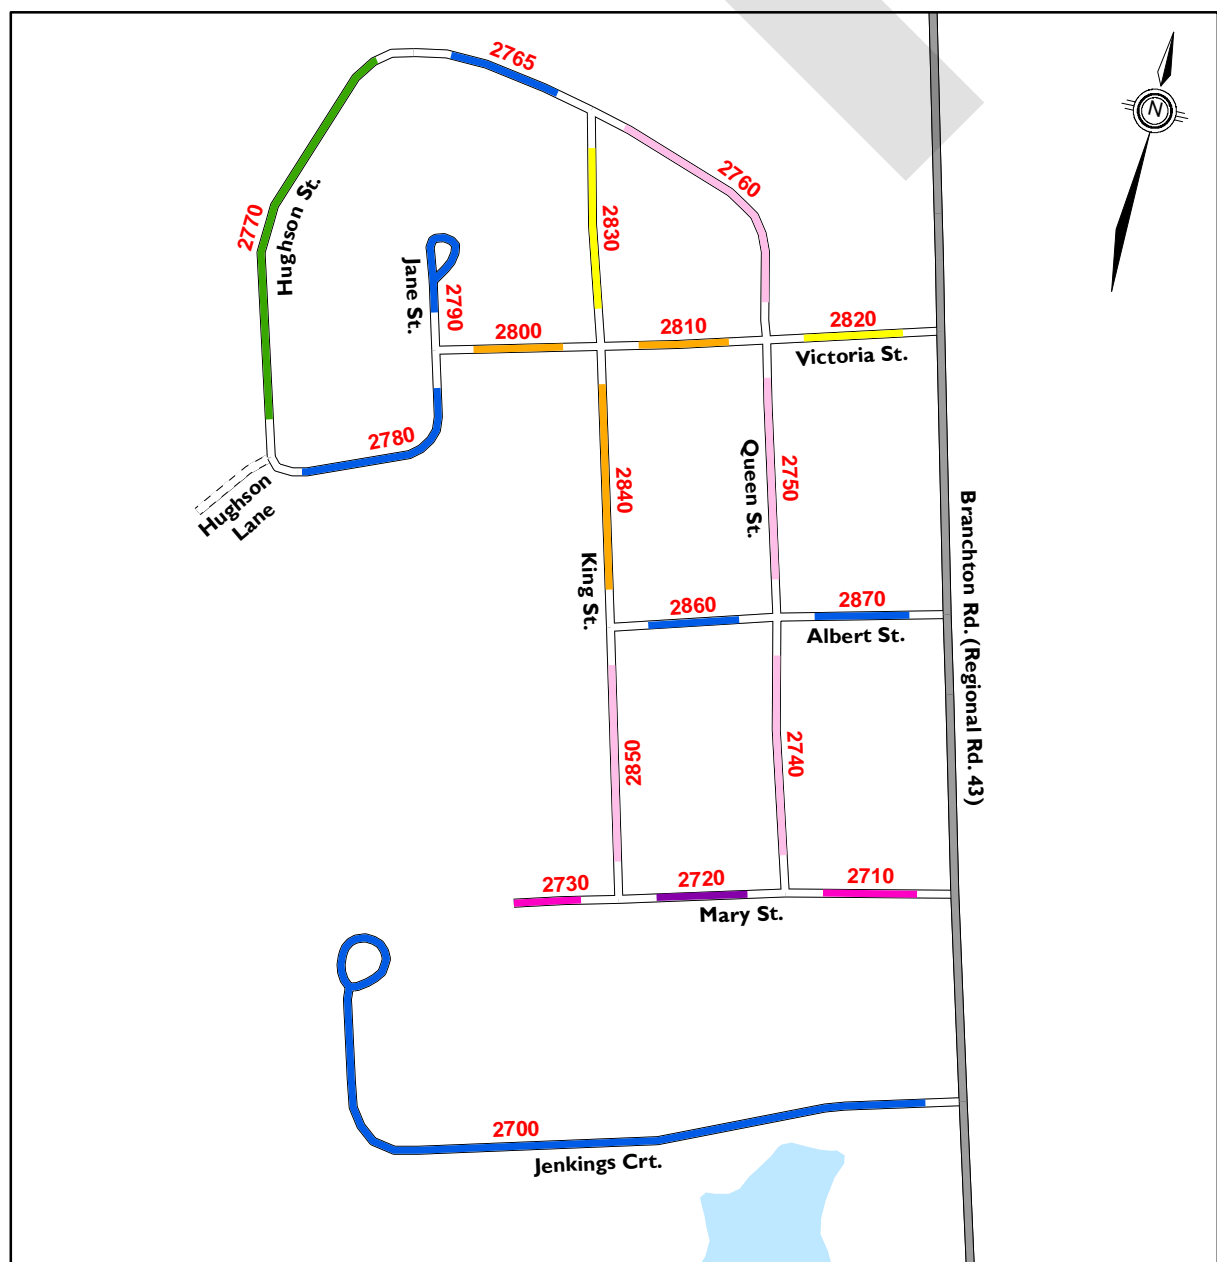 2765
N
2760
2770
Hughson St.
2830
Jane St.
2790
2800
2810
2820
Victoria St.
2780
Queen St.
2750
2840
Hughson
Lane
Branchton Rd. (Regional Rd. 43)
King St.
2860
2870
Albert St.
2850
2740
2730
2720
2710
Mary St.
2700
Jenkings Crt.